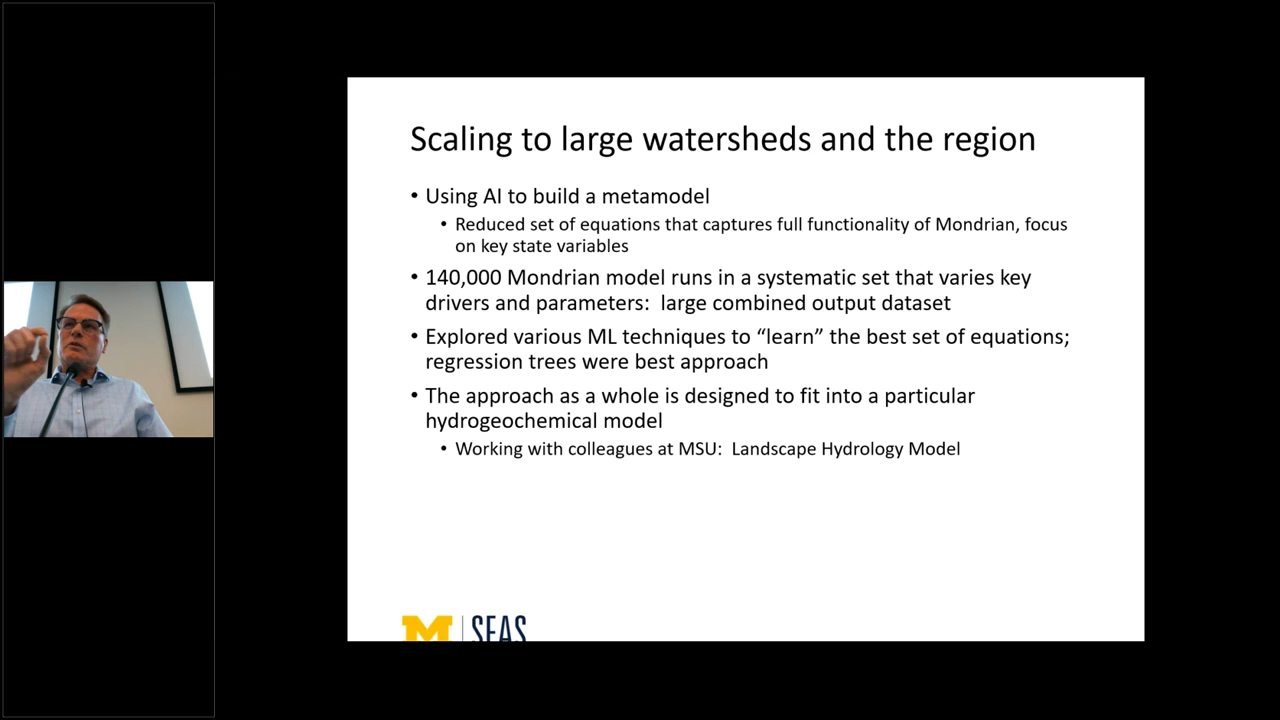 Scaling to large watersheds and the region
• Using AI to build a metamodel
• Reduced set of equations that captures full functionality of Mondrian, focus
on key state variables
• 140,000 Mondrian model runs in a systematic set that varies key
drivers and parameters:  large combined output dataset
• Explored various ML techniques to “learn” the best set of equations;
regression trees were best approach
• The approach as a whole is designed to fit into a particular
hydrogeochemical model
• Working with colleagues at MSU:  Landscape Hydrology Model
M | SEAS